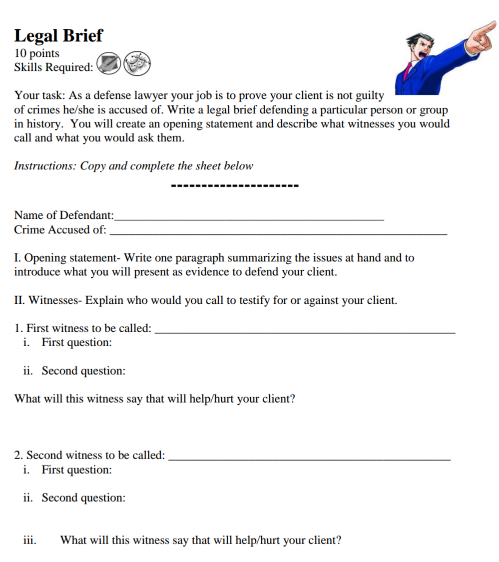 Legal Brief
10 points
Skills Required:
Your task: As a defense lawyer your job is to prove your client is not guilty
of crimes he/she is accused of. Write a legal brief defending a particular person or group
in history. You will create an opening statement and describe what witnesses you would
call and what you would ask them.
Instructions: Copy and complete the sheet below
----------------------
Name of Defendant:_____________________________________________
Crime Accused of: ________________________________________________________
I. Opening statement- Write one paragraph summarizing the issues at hand and to
introduce what you will present as evidence to defend your client.
II. Witnesses- Explain who would you call to testify for or against your client.
1. First witness to be called: __________________________________________________
i. First question:
ii. Second question:
What will this witness say that will help/hurt your client?
2. Second witness to be called: _______________________________________________
i. First question:
ii. Second question:
iii. What will this witness say that will help/hurt your client?